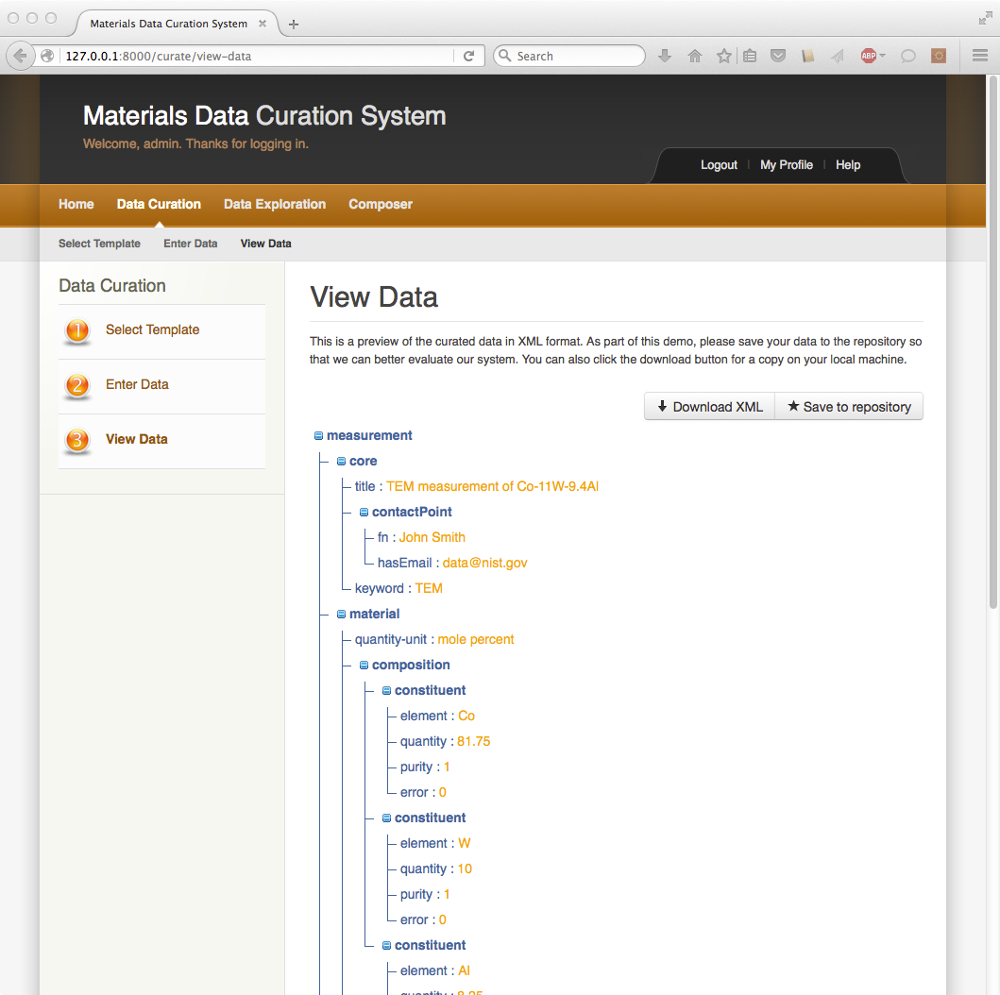 Materials Data Curation System
127.0.0.1:8000/curate/view-data
Search
ABP
Materials Data Curation System
Welcome, admin. Thanks for logging in.
Logout | My Profile | Help
Home Data Curation Data Exploration Composer
Select Template Enter Data View Data
Data Curation
1 Select Template
2 Enter Data
3 View Data
View Data
This is a preview of the curated data in XML format. As part of this demo, please save your data to the repository so
that we can better evaluate our system. You can also click the download button for a copy on your local machine.
Download XML Save to repository
measurement
core
title : TEM measurement of Co-11W-9.4Al
contactPoint
fn : John Smith
hasEmail : data@nist.gov
keyword : TEM
material
quantity-unit : mole percent
composition
constituent
element : Co
quantity : 81.75
purity : 1
error : 0
constituent
element : W
quantity : 10
purity : 1
error : 0
constituent
element : Al
quantity : 8.25